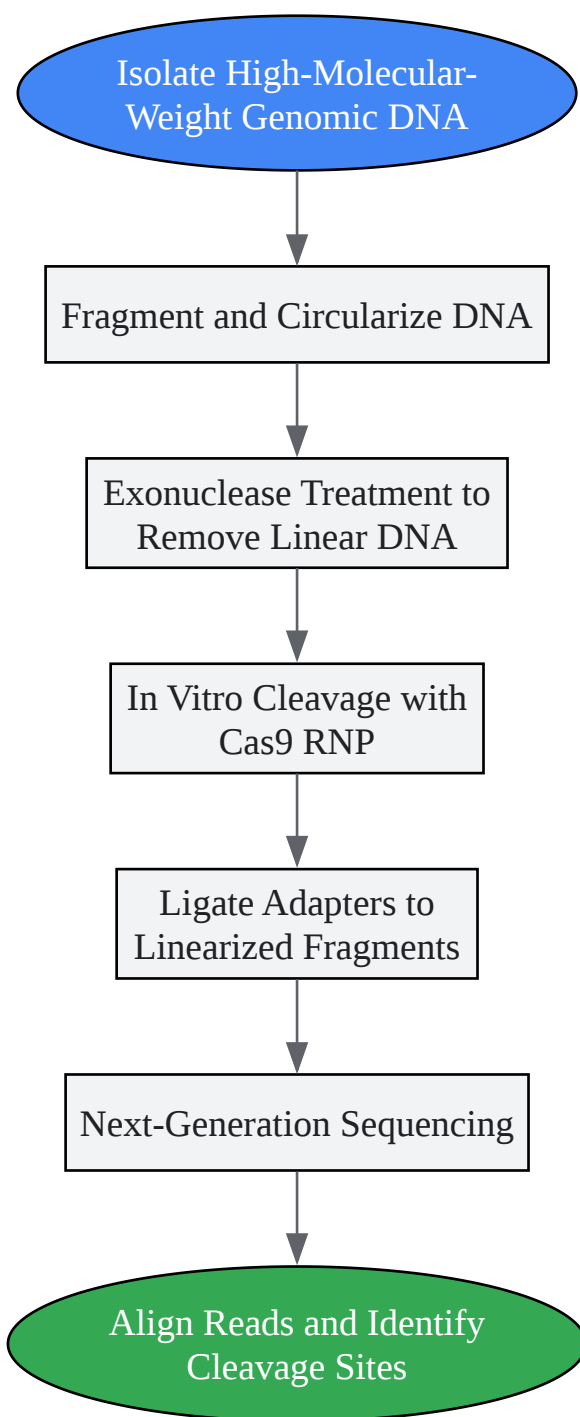 Isolate High-Molecular-
Weight Genomic DNA
Fragment and Circularize DNA
Exonuclease Treatment to
Remove Linear DNA
In Vitro Cleavage with
Cas9 RNP
Ligate Adapters to
Linearized Fragments
Next-Generation Sequencing
Align Reads and Identify
Cleavage Sites